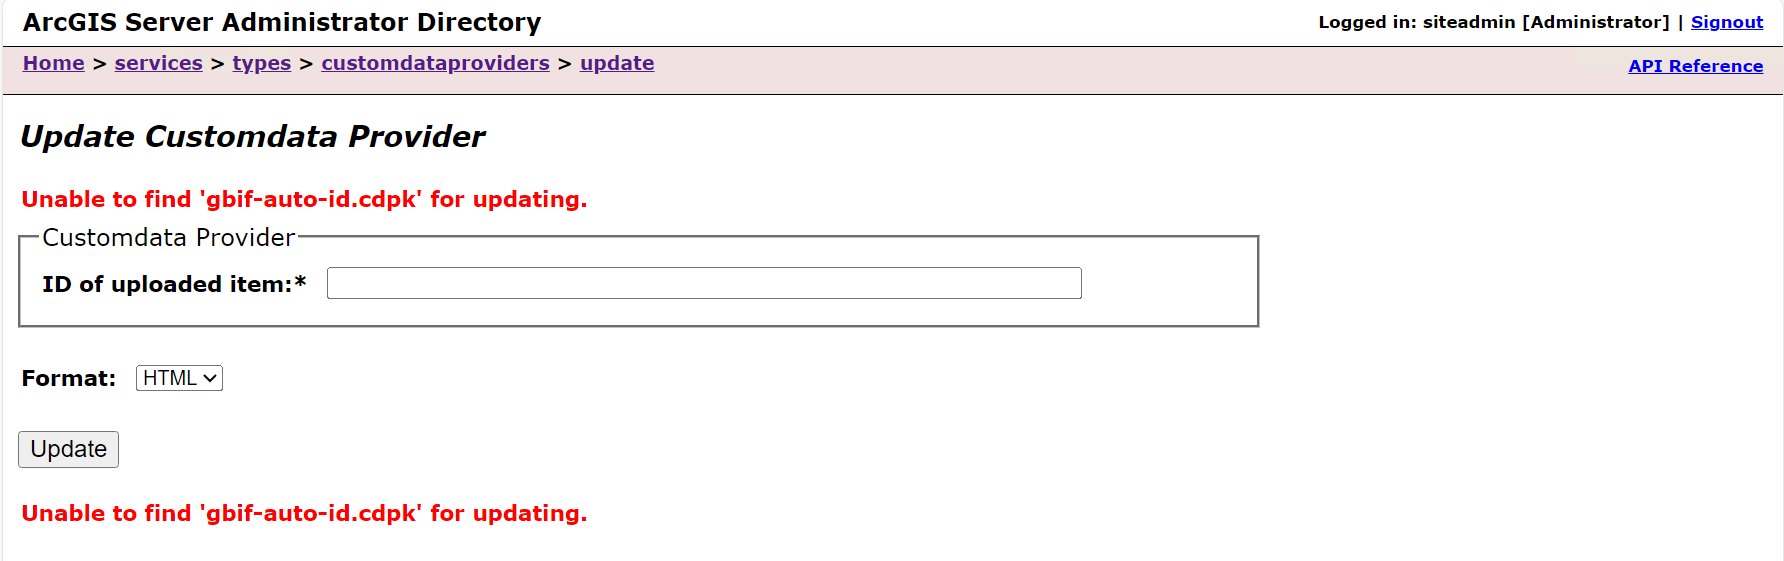 ArcGIS Server Administrator Directory
Logged in: siteadmin [Administrator] | Signout
Home > services > types > customdataproviders > update
API Reference
Update Customdata Provider
Unable to find 'gbif-auto-id.cdpk' for updating.
Customdata Provider
ID of uploaded item:*
Format: HTML
Update
Unable to find 'gbif-auto-id.cdpk' for updating.